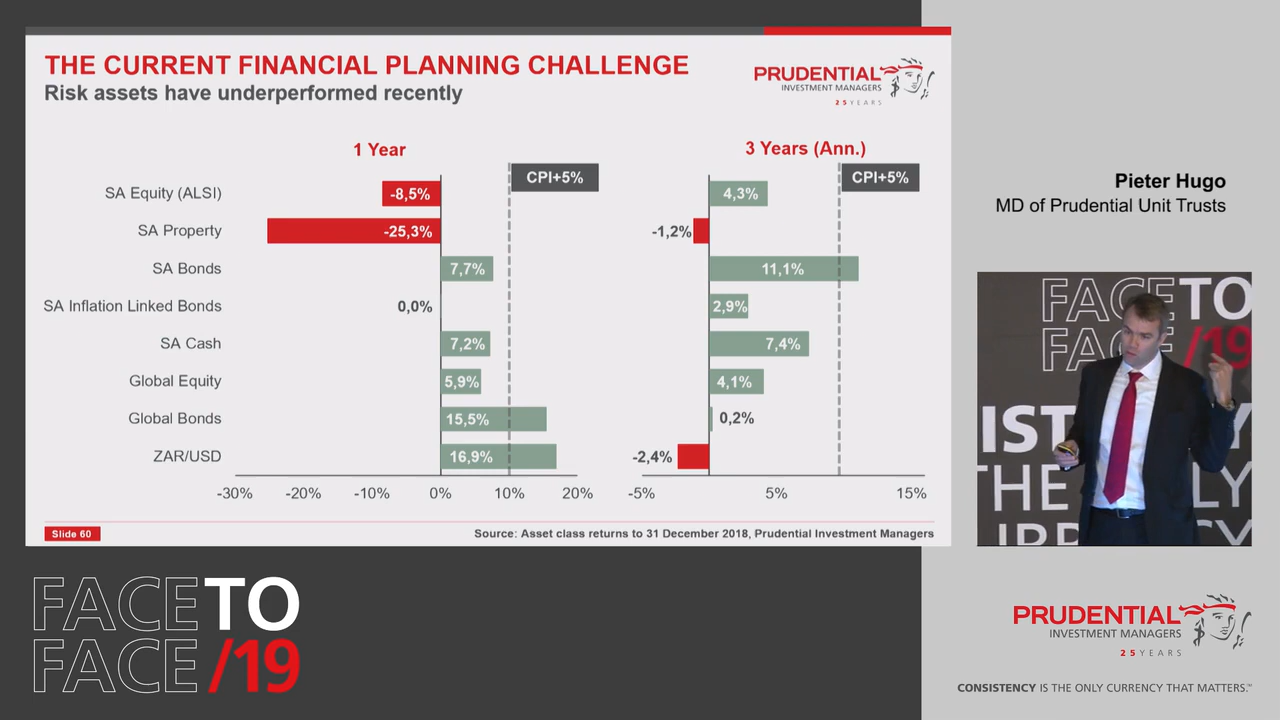 THE CURRENT FINANCIAL PLANNING CHALLENGE
Risk assets have underperformed recently
PRUDENTIAL
INVESTMENT MANAGERS
25 YEARS
1 Year
3 Years (Ann.)
CPI+5%
CPI+5%
SA Equity (ALSI)
-8,5%
4,3%
SA Property
-25,3%
-1,2%
SA Bonds
7,7%
11,1%
SA Inflation Linked Bonds
0,0%
2,9%
SA Cash
7,2%
7,4%
Global Equity
5,9%
4,1%
Global Bonds
15,5%
0,2%
ZAR/USD
16,9%
-2,4%
-30%
-20%
-10%
0%
10%
20%
-5%
5%
15%
Slide 60
Source: Asset class returns to 31 December 2018, Prudential Investment Managers
Pieter Hugo
MD of Prudential Unit Trusts
FACE TO
FACE /19
FACE TO
FACE /19
PRUDENTIAL
INVESTMENT MANAGERS
25 YEARS
CONSISTENCY IS THE ONLY CURRENCY THAT MATTERS.™